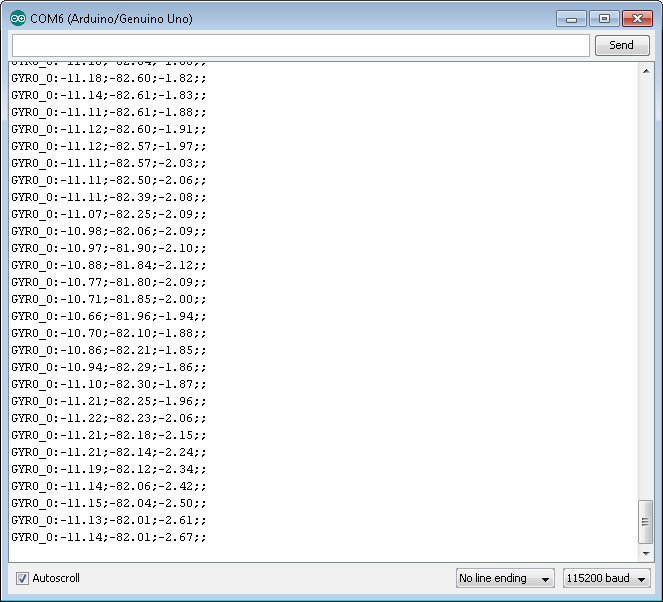 COM6 (Arduino/Genuino Uno)
Send
GYRO_0:-11.18;-82.60;-1.82;;
GYRO_0:-11.14;-82.61;-1.83;;
GYRO_0:-11.11;-82.61;-1.88;;
GYRO_0:-11.12;-82.60;-1.91;;
GYRO_0:-11.12;-82.57;-1.97;;
GYRO_0:-11.11;-82.57;-2.03;;
GYRO_0:-11.11;-82.50;-2.06;;
GYRO_0:-11.11;-82.39;-2.08;;
GYRO_0:-11.07;-82.25;-2.09;;
GYRO_0:-10.98;-82.06;-2.09;;
GYRO_0:-10.97;-81.90;-2.10;;
GYRO_0:-10.88;-81.84;-2.12;;
GYRO_0:-10.77;-81.80;-2.09;;
GYRO_0:-10.71;-81.85;-2.00;;
GYRO_0:-10.66;-81.96;-1.94;;
GYRO_0:-10.70;-82.10;-1.88;;
GYRO_0:-10.86;-82.21;-1.85;;
GYRO_0:-10.94;-82.29;-1.86;;
GYRO_0:-11.10;-82.30;-1.87;;
GYRO_0:-11.21;-82.25;-1.96;;
GYRO_0:-11.22;-82.23;-2.06;;
GYRO_0:-11.21;-82.18;-2.15;;
GYRO_0:-11.21;-82.14;-2.24;;
GYRO_0:-11.19;-82.12;-2.34;;
GYRO_0:-11.14;-82.06;-2.42;;
GYRO_0:-11.15;-82.04;-2.50;;
GYRO_0:-11.13;-82.01;-2.61;;
GYRO_0:-11.14;-82.01;-2.67;;
Autoscroll
No line ending
115200 baud